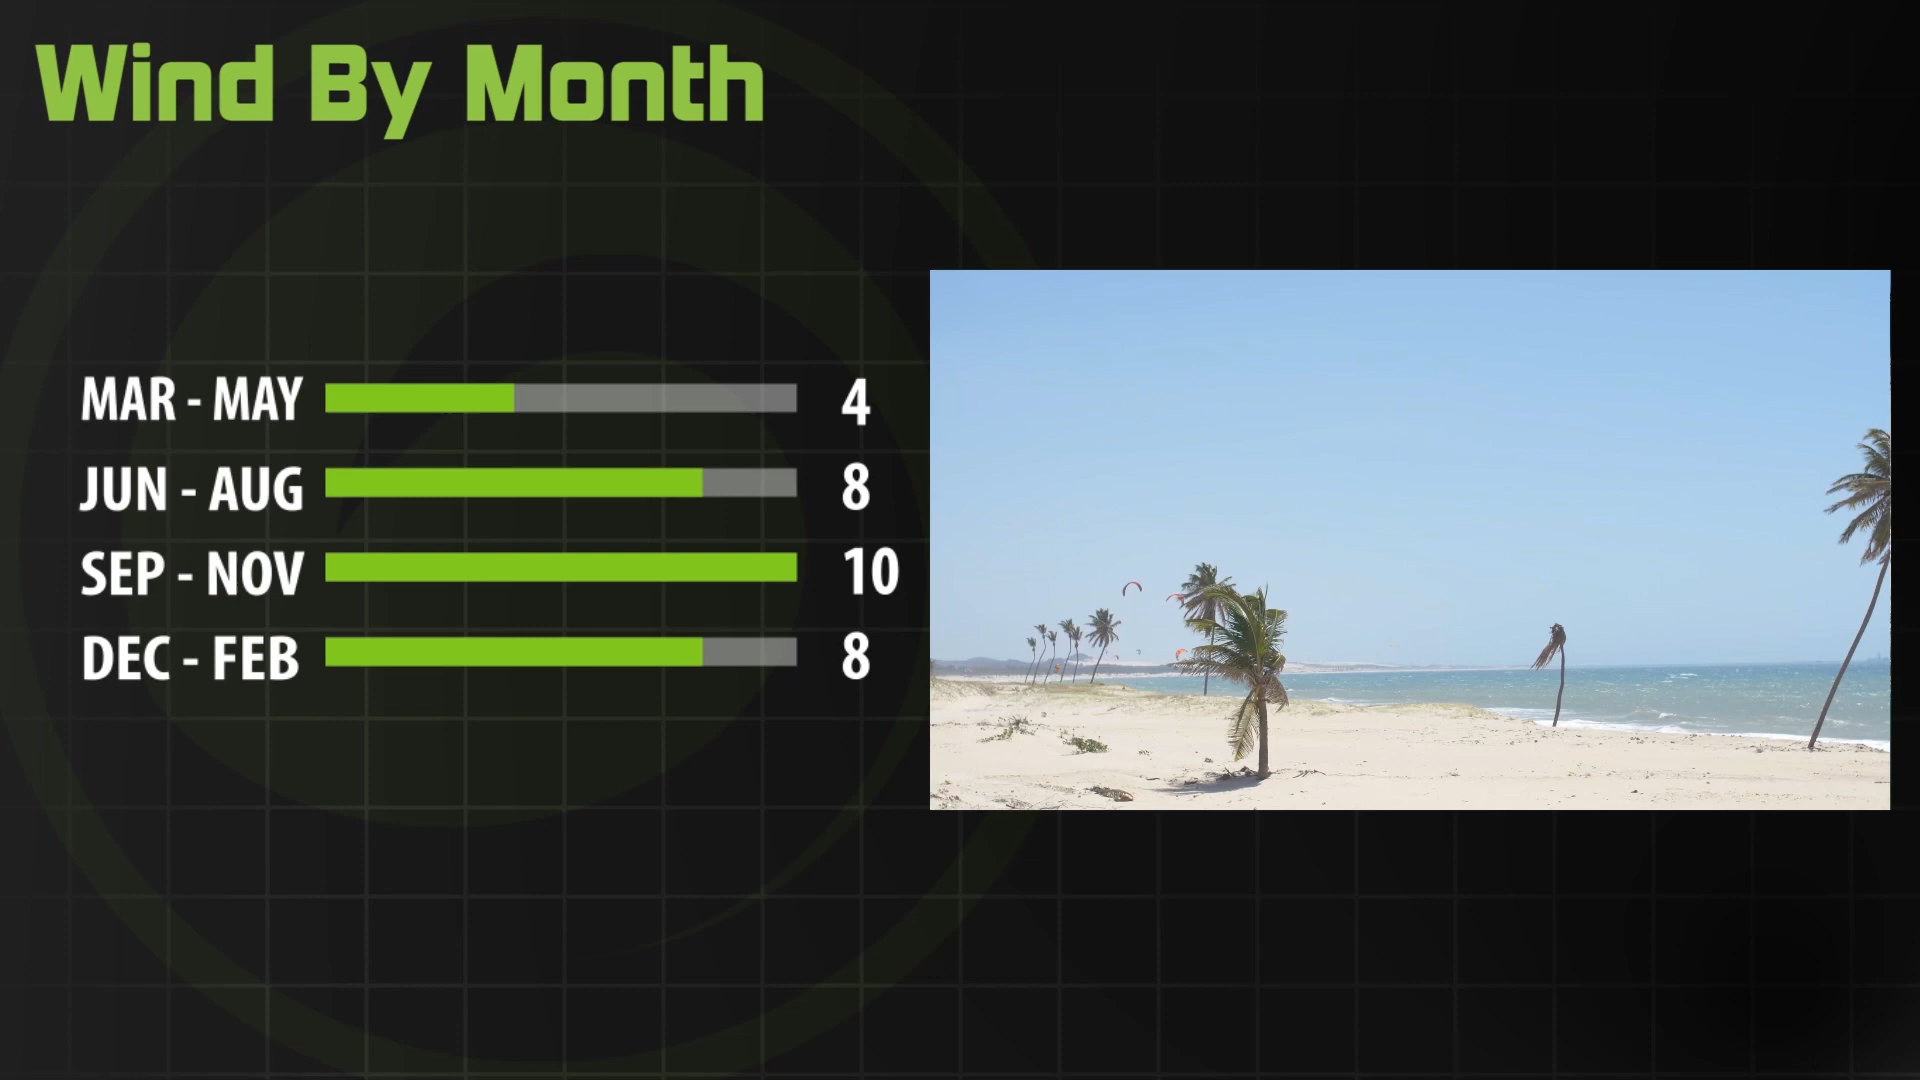 Wind By Month
MAR - MAY 4
JUN - AUG 8
SEP - NOV 10
DEC - FEB 8